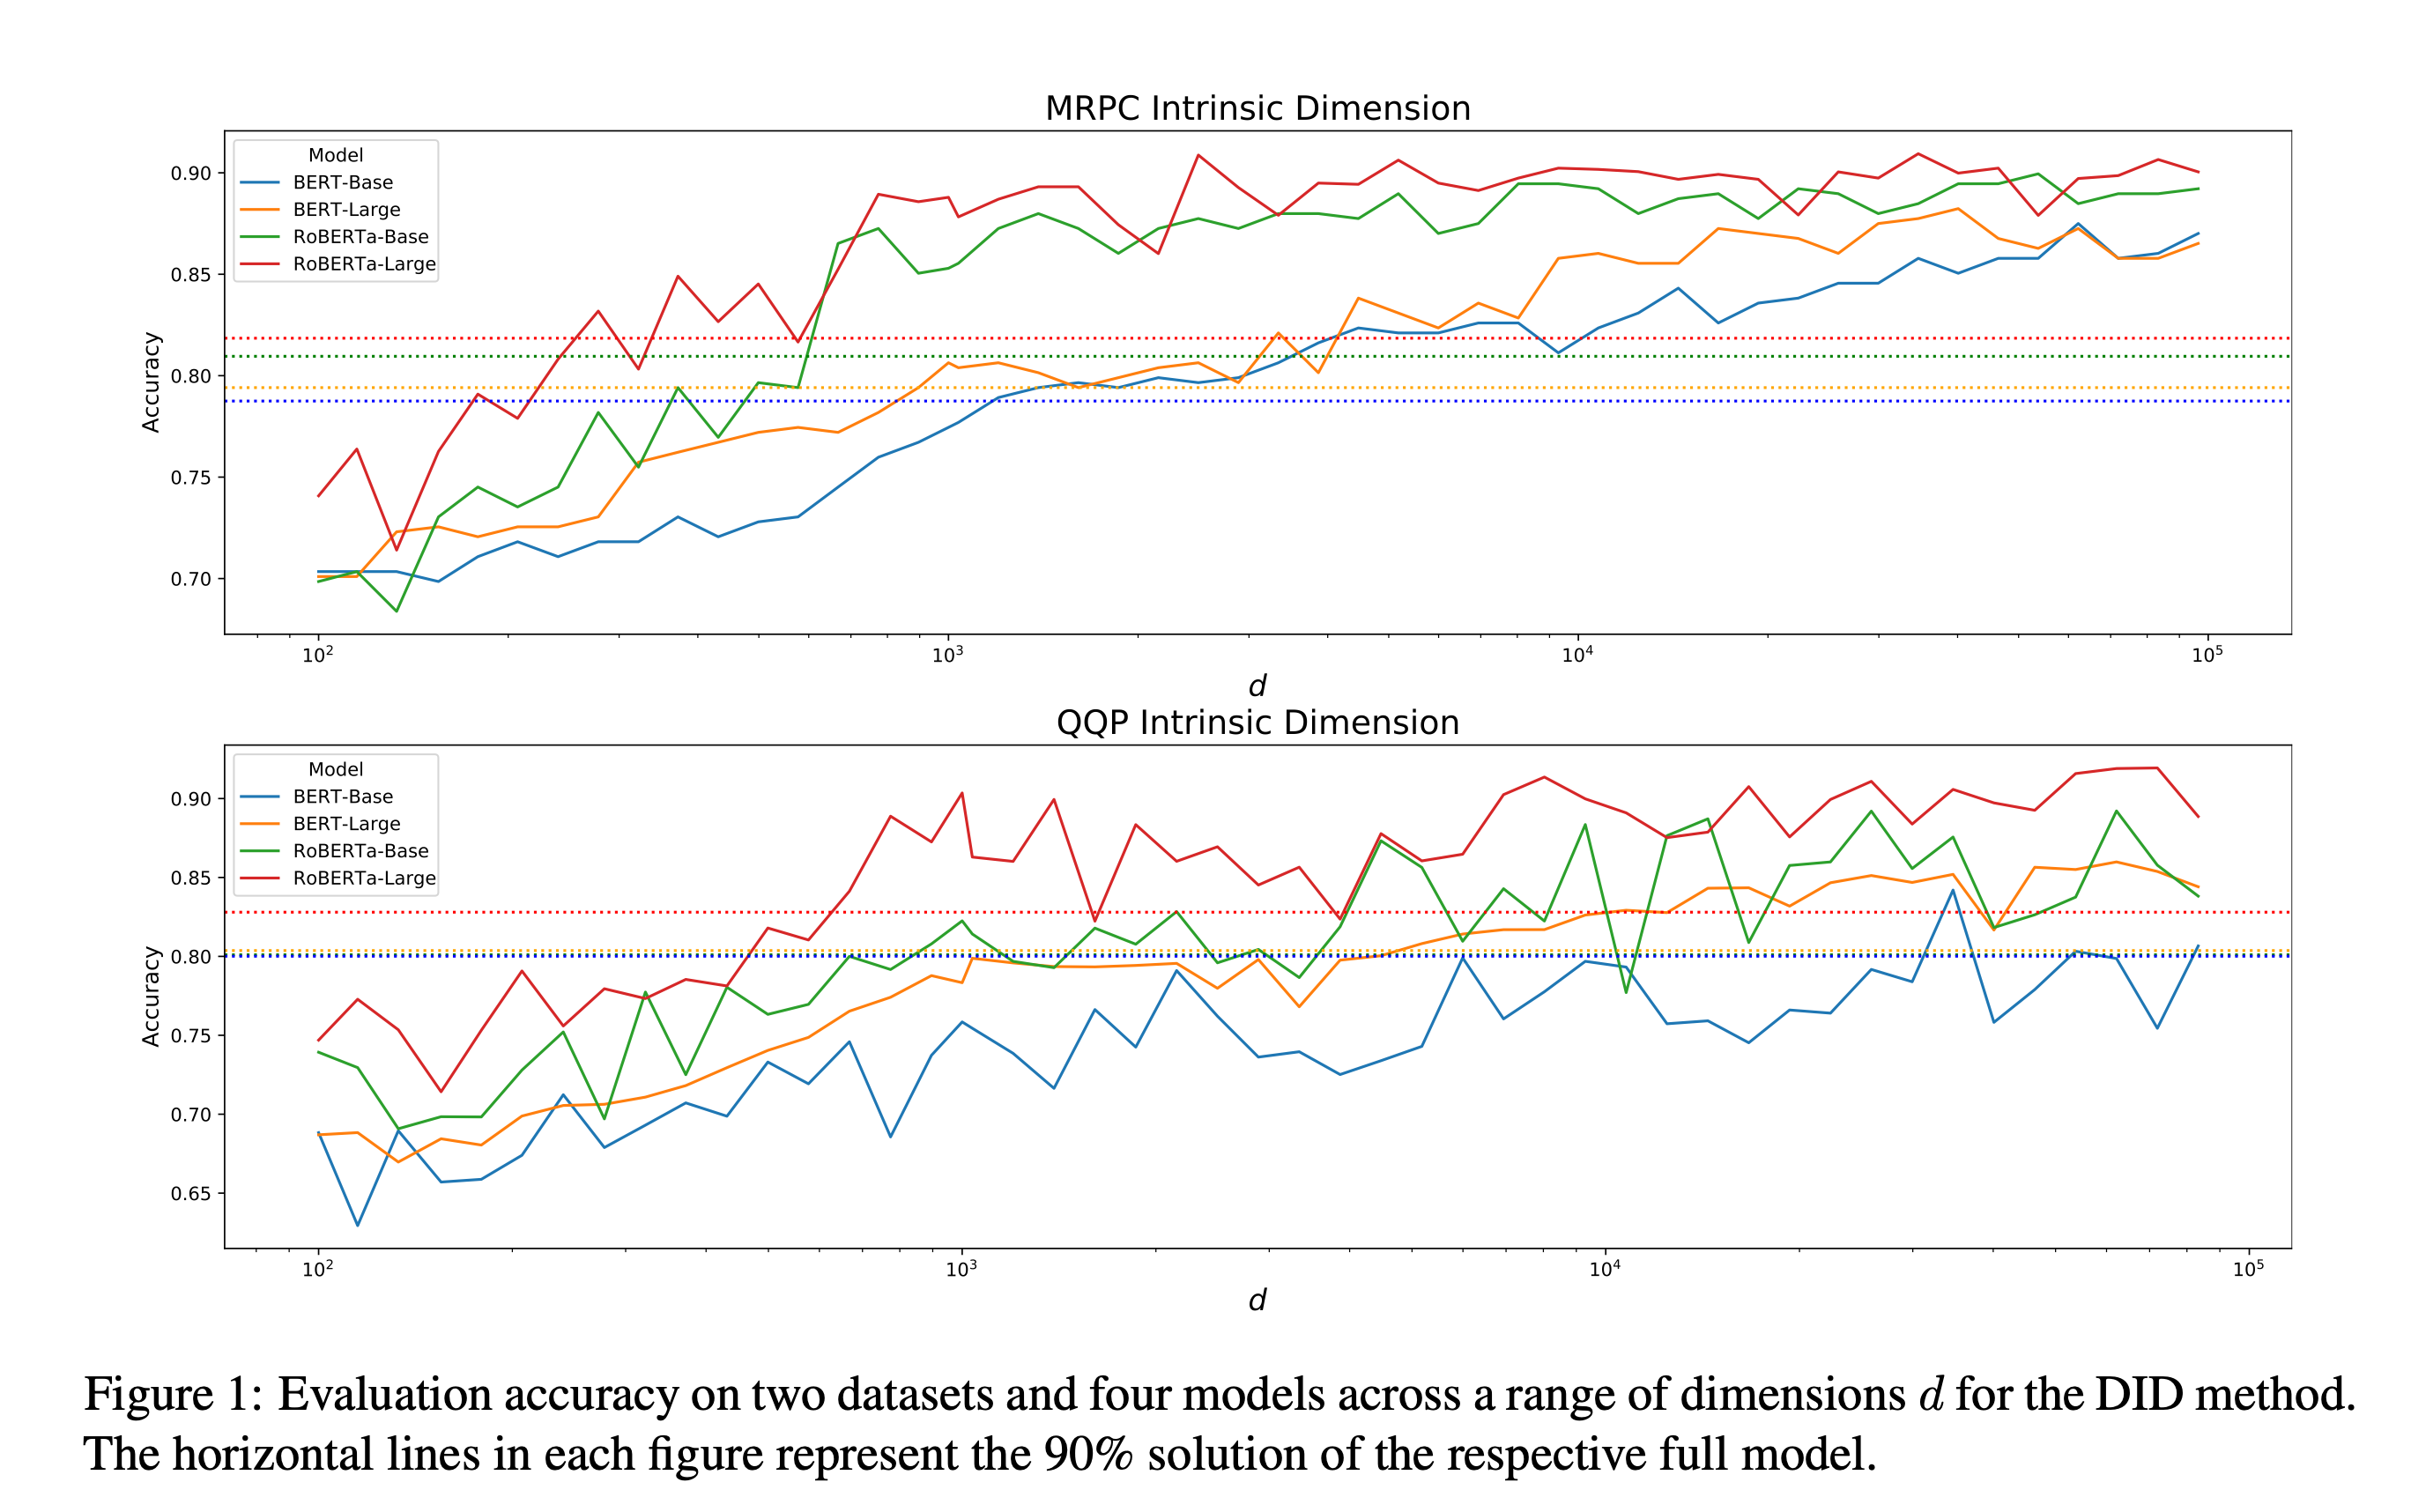 MRPC Intrinsic Dimension
Model
BERT-Base
BERT-Large
RoBERTa-Base
RoBERTa-Large
Accuracy
0.90
0.85
0.80
0.75
0.70
10²
10³
10⁴
10⁵
d
QQP Intrinsic Dimension
Model
BERT-Base
BERT-Large
RoBERTa-Base
RoBERTa-Large
Accuracy
0.90
0.85
0.80
0.75
0.70
0.65
10²
10³
10⁴
10⁵
d
Figure 1: Evaluation accuracy on two datasets and four models across a range of dimensions d for the DID method.
The horizontal lines in each figure represent the 90% solution of the respective full model.